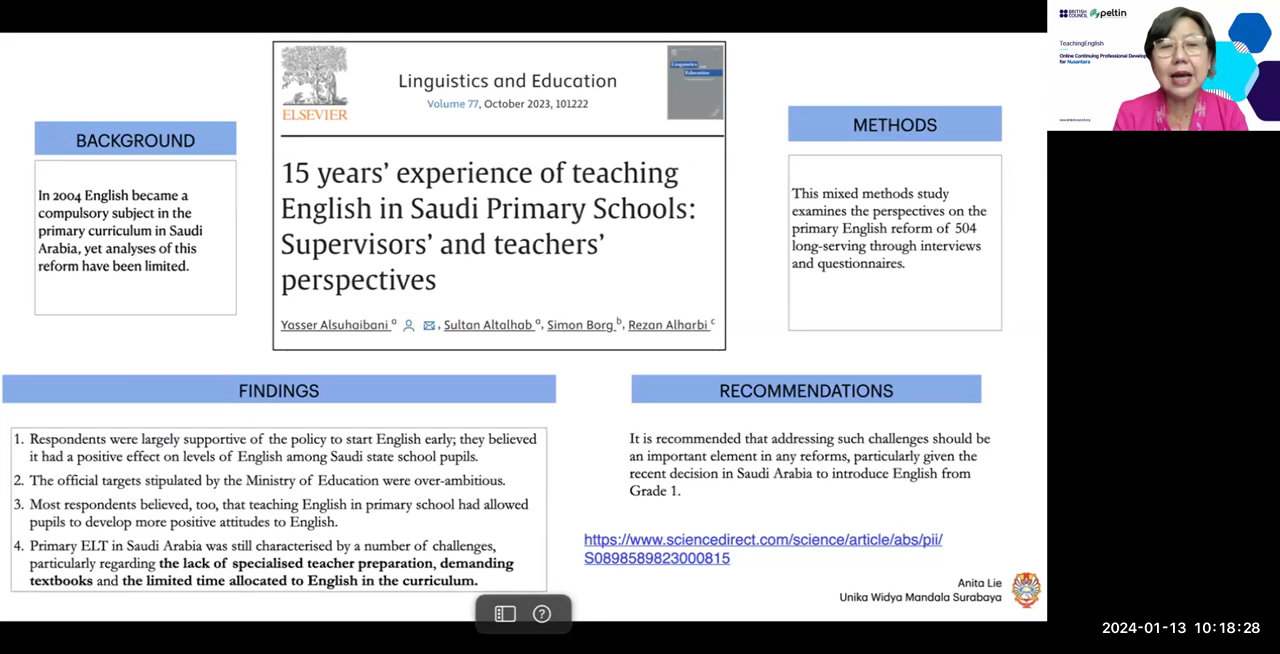 BACKGROUND
In 2004 English became a
compulsory subject in the
primary curriculum in Saudi
Arabia, yet analyses of this
reform have been limited.
ELSEVIER
Linguistics and Education
Volume 77, October 2023, 101222
15 years' experience of teaching
English in Saudi Primary Schools:
Supervisors' and teachers'
perspectives
Yasser Alsuhaibani a, Sultan Altalhab a, Simon Borg b, Rezan Alharbi c
METHODS
This mixed methods study
examines the perspectives on the
primary English reform of 504
long-serving through interviews
and questionnaires.
FINDINGS
1. Respondents were largely supportive of the policy to start English early; they believed
it had a positive effect on levels of English among Saudi state school pupils.
2. The official targets stipulated by the Ministry of Education were over-ambitious.
3. Most respondents believed, too, that teaching English in primary school had allowed
pupils to develop more positive attitudes to English.
4. Primary ELT in Saudi Arabia was still characterised by a number of challenges,
particularly regarding the lack of specialised teacher preparation, demanding
textbooks and the limited time allocated to English in the curriculum.
RECOMMENDATIONS
It is recommended that addressing such challenges should be
an important element in any reforms, particularly given the
recent decision in Saudi Arabia to introduce English from
Grade 1.
https://www.sciencedirect.com/science/article/abs/pii/
S0898589823000815
Anita Lie
Unika Widya Mandala Surabaya
BRITISH
COUNCIL
peltin
TeachingEnglish
Online Continuing Professional
for Nusantara
2024-01-13 10:18:28